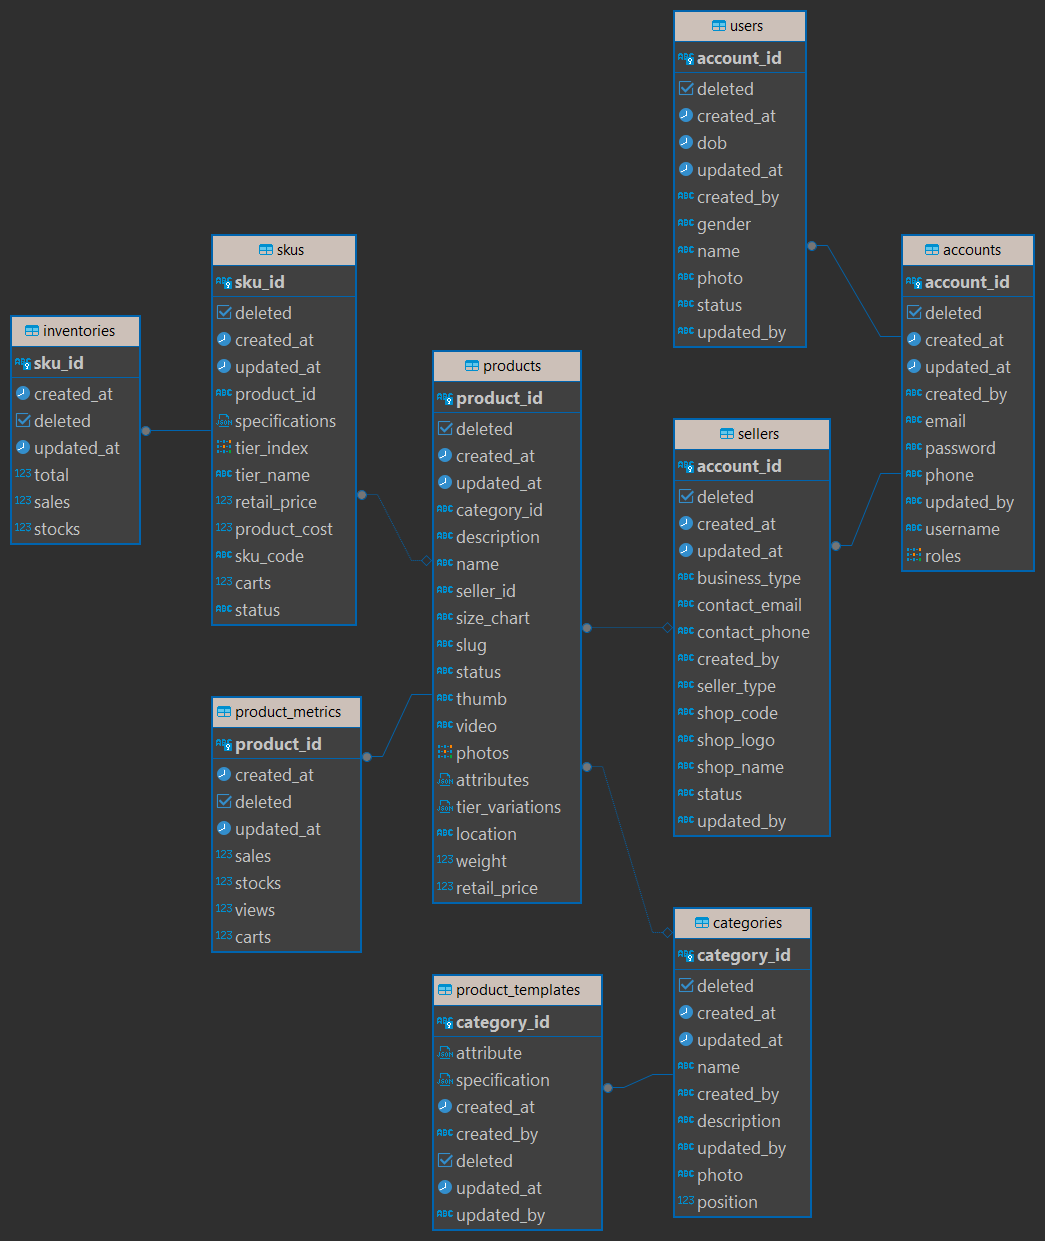 users
account_id
deleted
created_at
dob
updated_at
created_by
gender
name
photo
status
updated_by
accounts
account_id
deleted
created_at
updated_at
created_by
email
password
phone
updated_by
username
roles
skus
sku_id
deleted
created_at
updated_at
product_id
specifications
tier_index
tier_name
retail_price
product_cost
sku_code
carts
status
inventories
sku_id
created_at
deleted
updated_at
total
sales
stocks
products
product_id
deleted
created_at
updated_at
category_id
description
name
seller_id
size_chart
slug
status
thumb
video
photos
attributes
tier_variations
location
weight
retail_price
sellers
account_id
deleted
created_at
updated_at
business_type
contact_email
contact_phone
created_by
seller_type
shop_code
shop_logo
shop_name
status
updated_by
product_metrics
product_id
created_at
deleted
updated_at
sales
stocks
views
carts
categories
category_id
deleted
created_at
updated_at
name
created_by
description
updated_by
photo
position
product_templates
category_id
attribute
specification
created_at
created_by
deleted
updated_at
updated_by